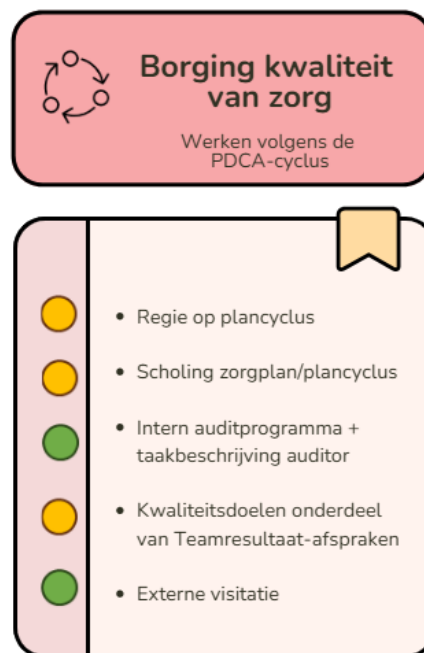 Borging kwaliteit
van zorg
Werken volgens de
PDCA-cyclus
• Regie op plancyclus
• Scholing zorgplan/plancyclus
• Intern auditprogramma +
taakbeschrijving auditor
• Kwaliteitsdoelen onderdeel
van Teamresultaat-afspraken
• Externe visitatie